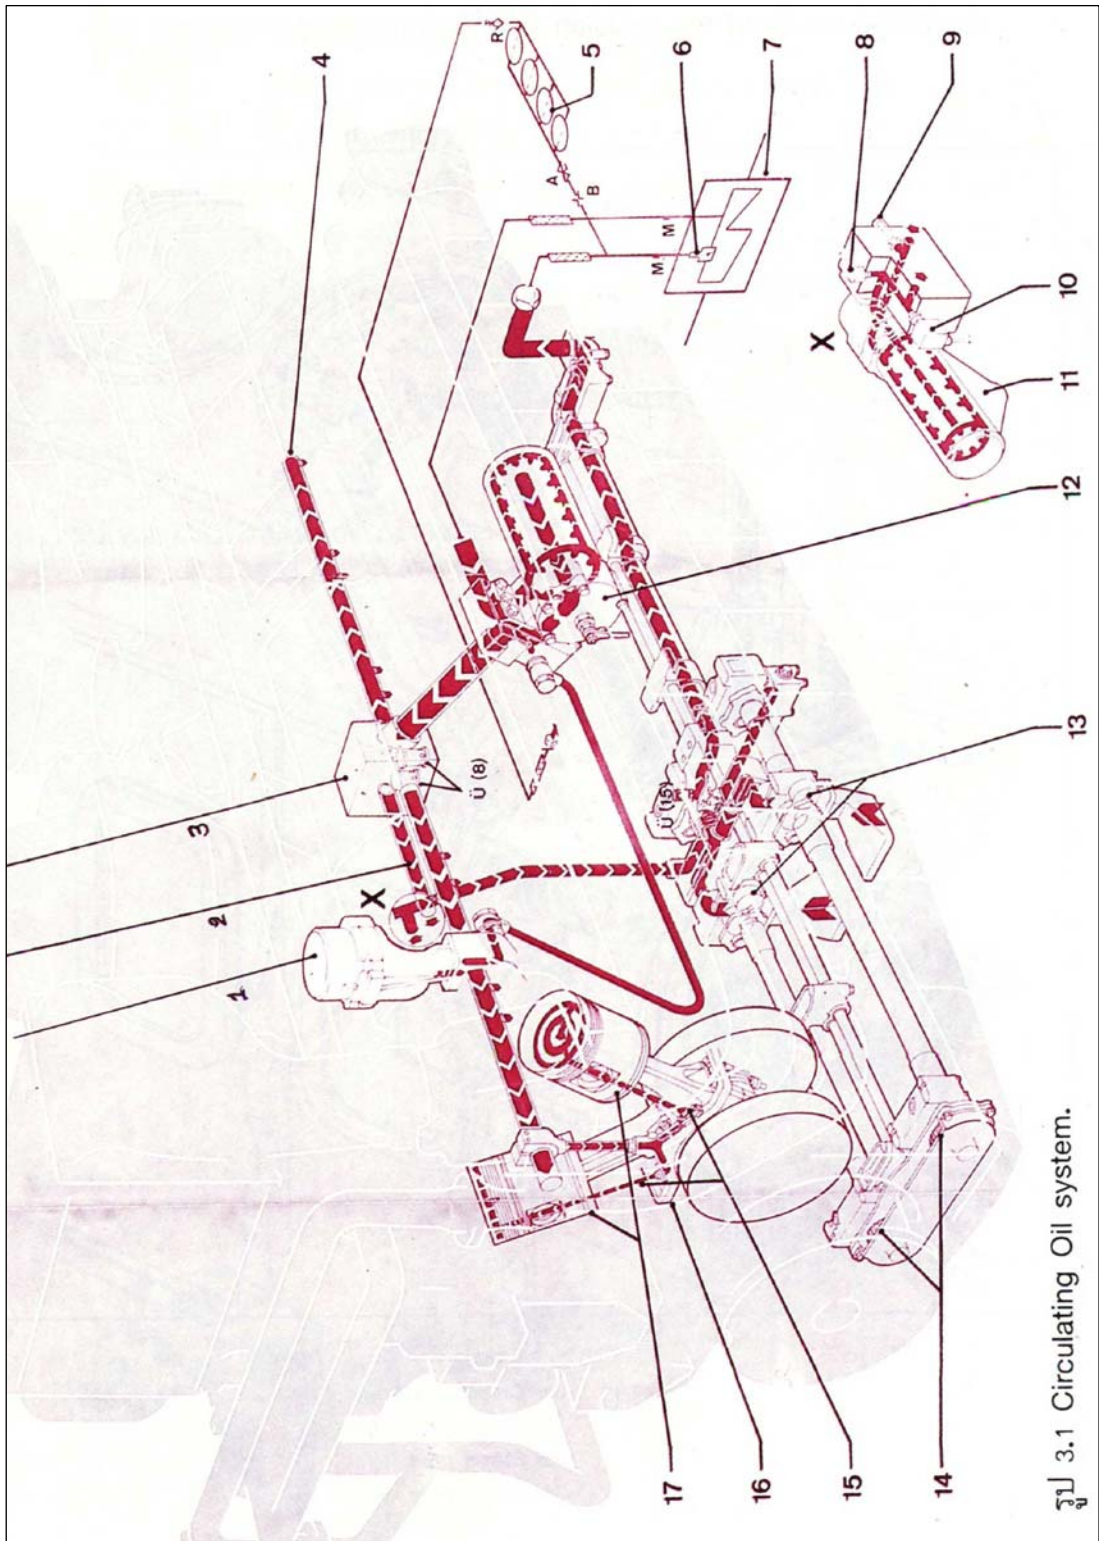 1
2
3
4
5
6
7
8
9
10
11
12
13
14
15
16
17
R
A
B
M
M
X
X
Ü (8)
Ü (15)
รูป 3.1 Circulating Oil system.